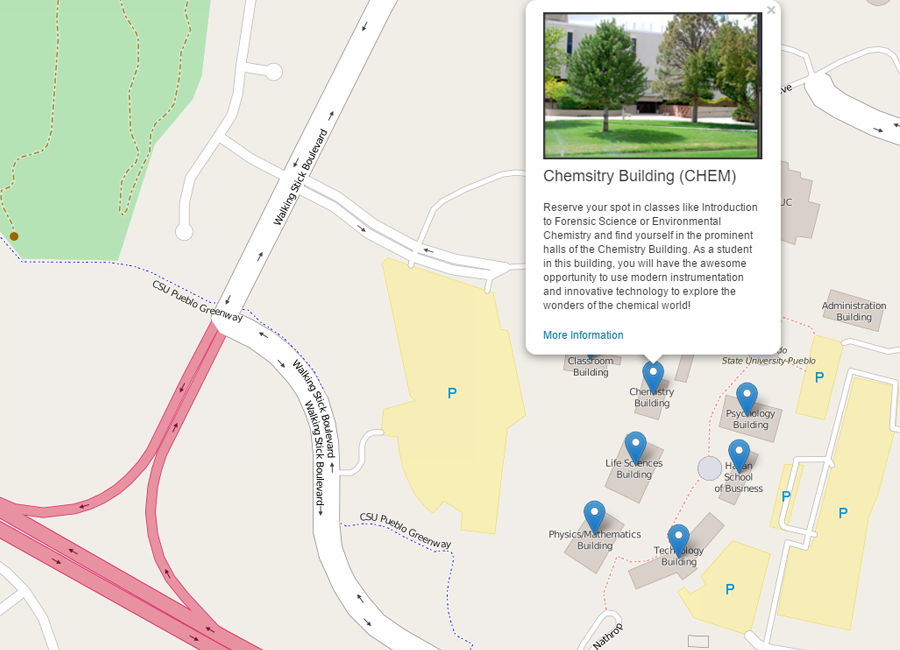 ×
Chemsitry Building (CHEM)
Reserve your spot in classes like Introduction
to Forensic Science or Environmental
Chemistry and find yourself in the prominent
halls of the Chemistry Building. As a student
in this building, you will have the awesome
opportunity to use modern instrumentation
and innovative technology to explore the
wonders of the chemical world!
More Information
Walking Stick Boulevard
CSU Pueblo Greenway
Walking Stick Boulevard
Walking Stick Boulevard
CSU Pueblo Greenway
P
Administration
Building
State University-Pueblo
Classroom
Building
P
Chemistry
Building
Psychology
Building
Life Sciences
Building
School
of Business
P
P
Physics/Mathematics
Building
Technology
Building
P
Nathrop